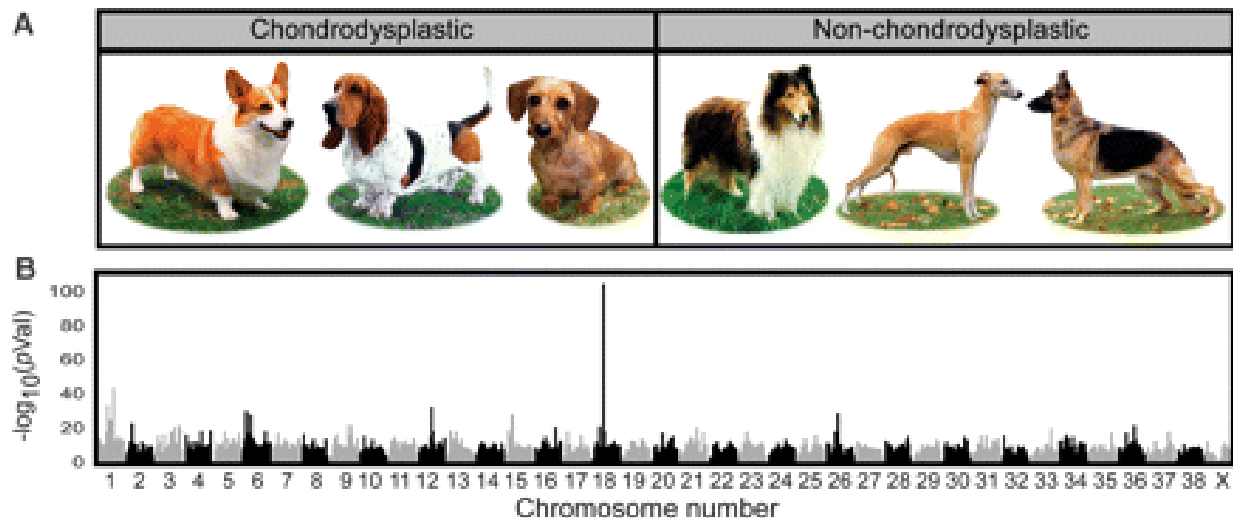 A
Chondrodysplastic Non-chondrodysplastic
B
100
80
60
40
20
0
-log10(pVal)
1 2 3 4 5 6 7 8 9 10 11 12 13 14 15 16 17 18 19 20 21 22 23 24 25 26 27 28 29 30 31 32 33 34 35 36 37 38 X
Chromosome number